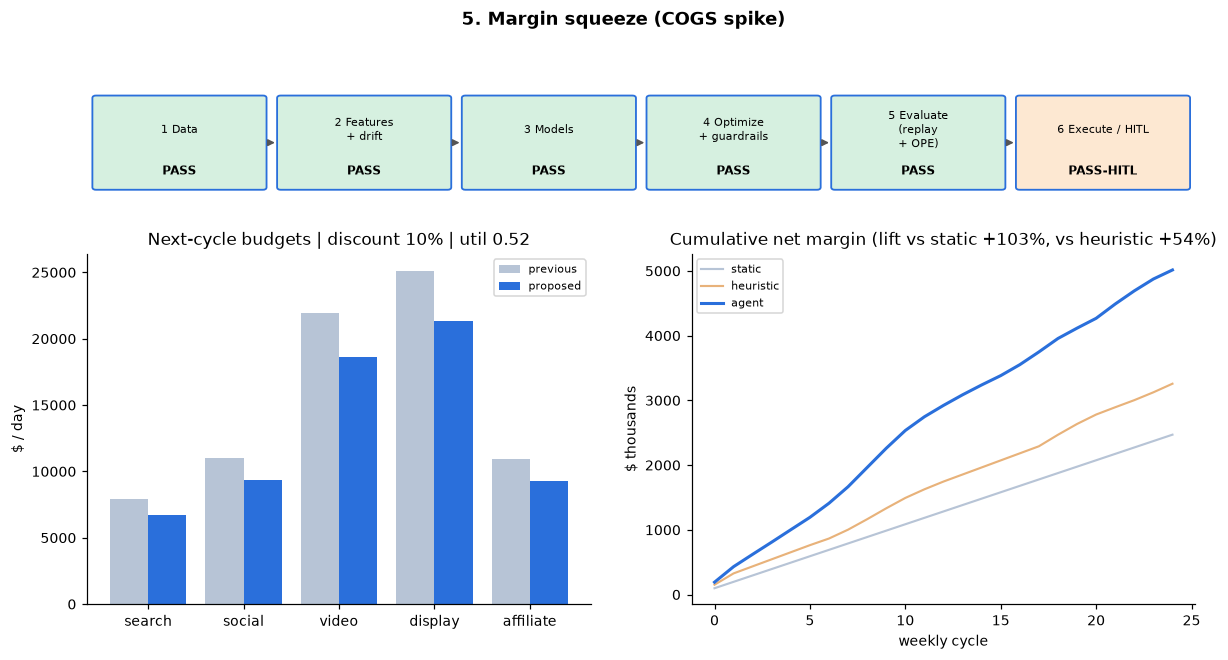 5. Margin squeeze (COGS spike)
1 Data
PASS
2 Features
+ drift
PASS
3 Models
PASS
4 Optimize
+ guardrails
PASS
5 Evaluate
(replay
+ OPE)
PASS
6 Execute / HITL
PASS-HITL
Next-cycle budgets | discount 10% | util 0.52
25000
20000
15000
10000
5000
0
$ / day
previous
proposed
search
social
video
display
affiliate
Cumulative net margin (lift vs static +103%, vs heuristic +54%)
5000
4000
3000
2000
1000
0
$ thousands
static
heuristic
agent
0
5
10
15
20
25
weekly cycle